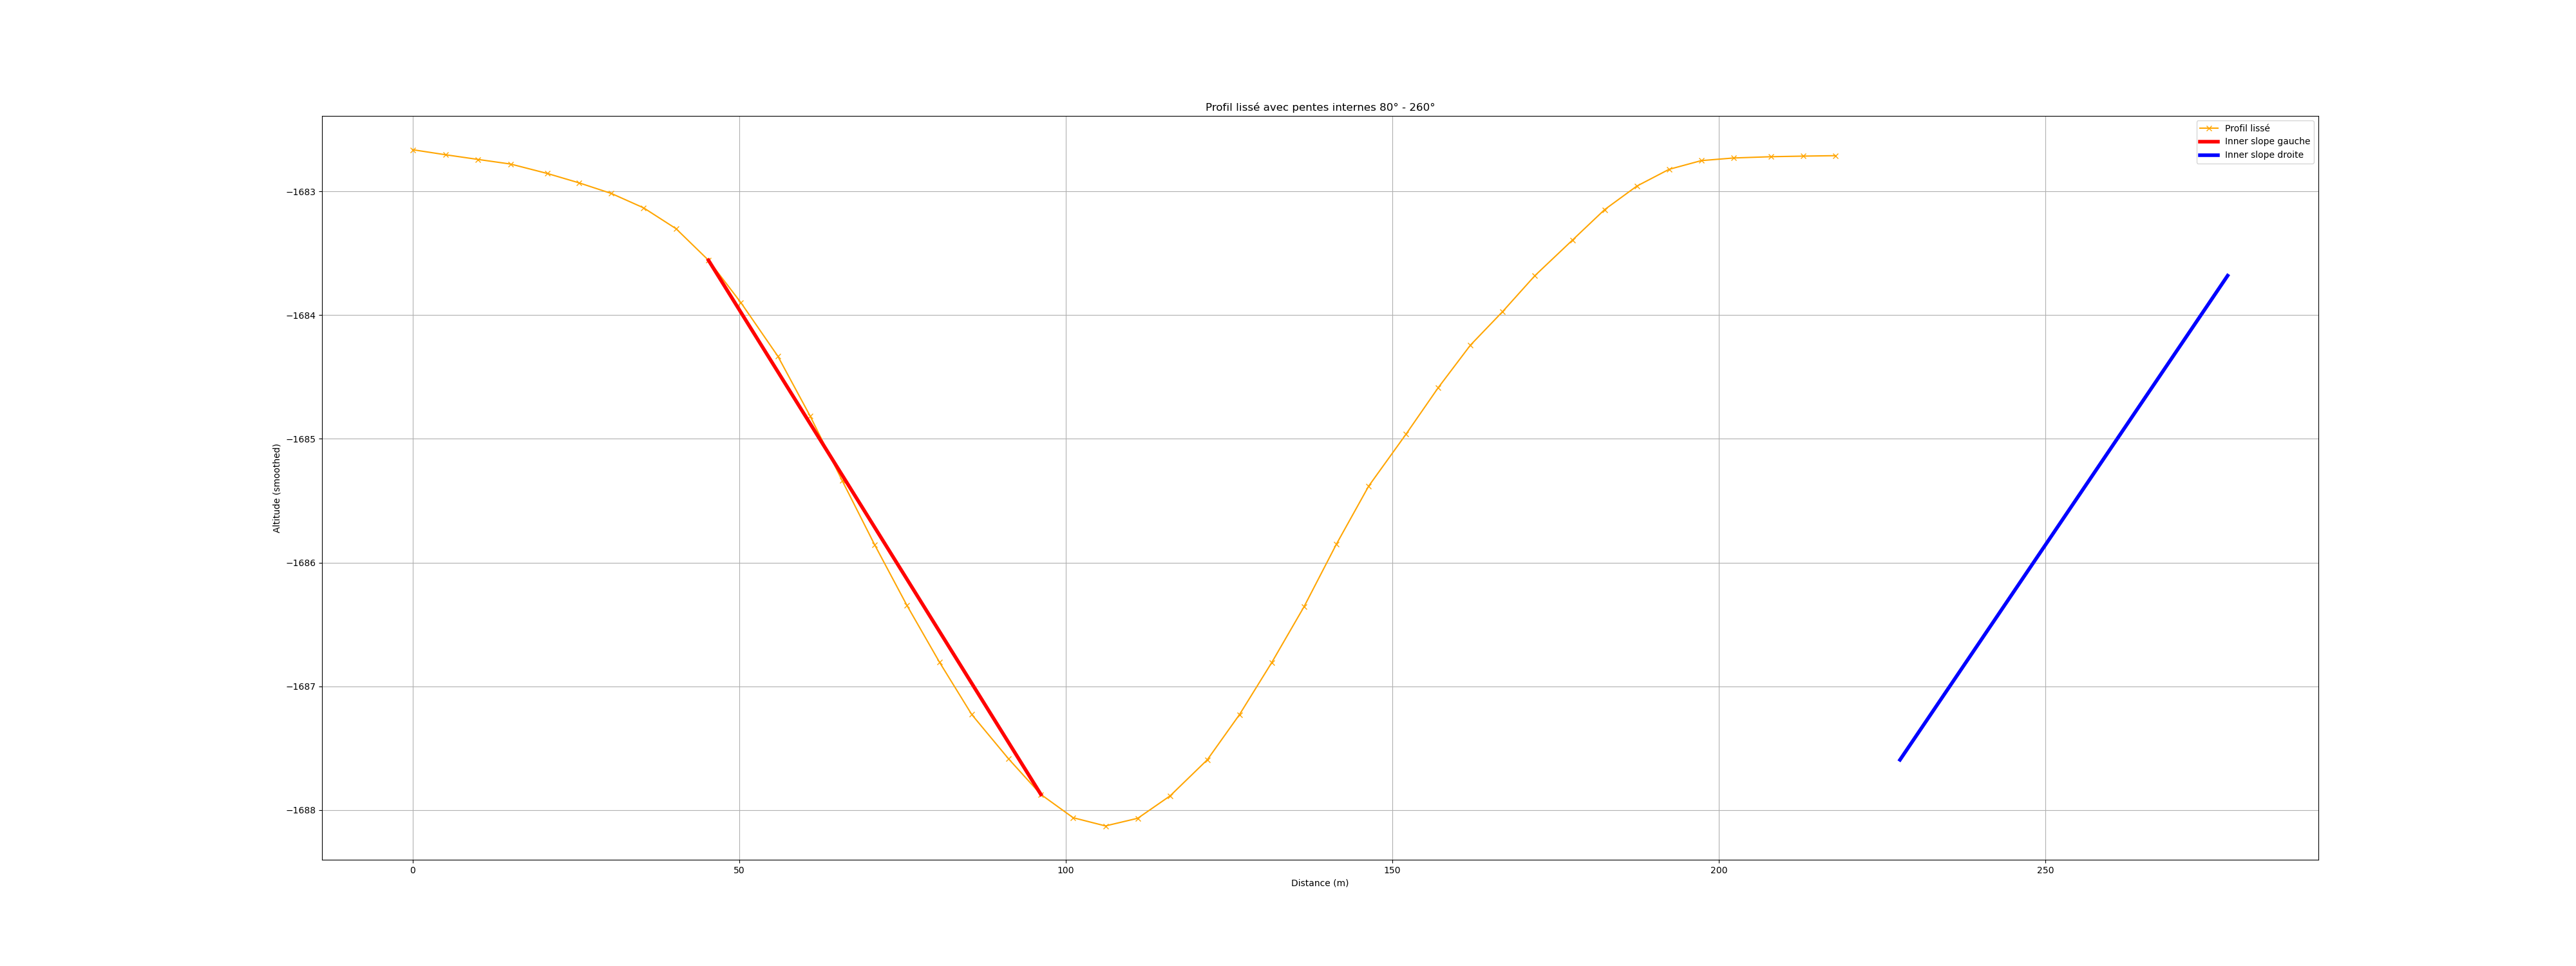 Profil lissé avec pentes internes 80° - 260°
Profil lissé
Inner slope gauche
Inner slope droite
Altitude (smoothed)
−1683
−1684
−1685
−1686
−1687
−1688
0
50
100
150
200
250
Distance (m)